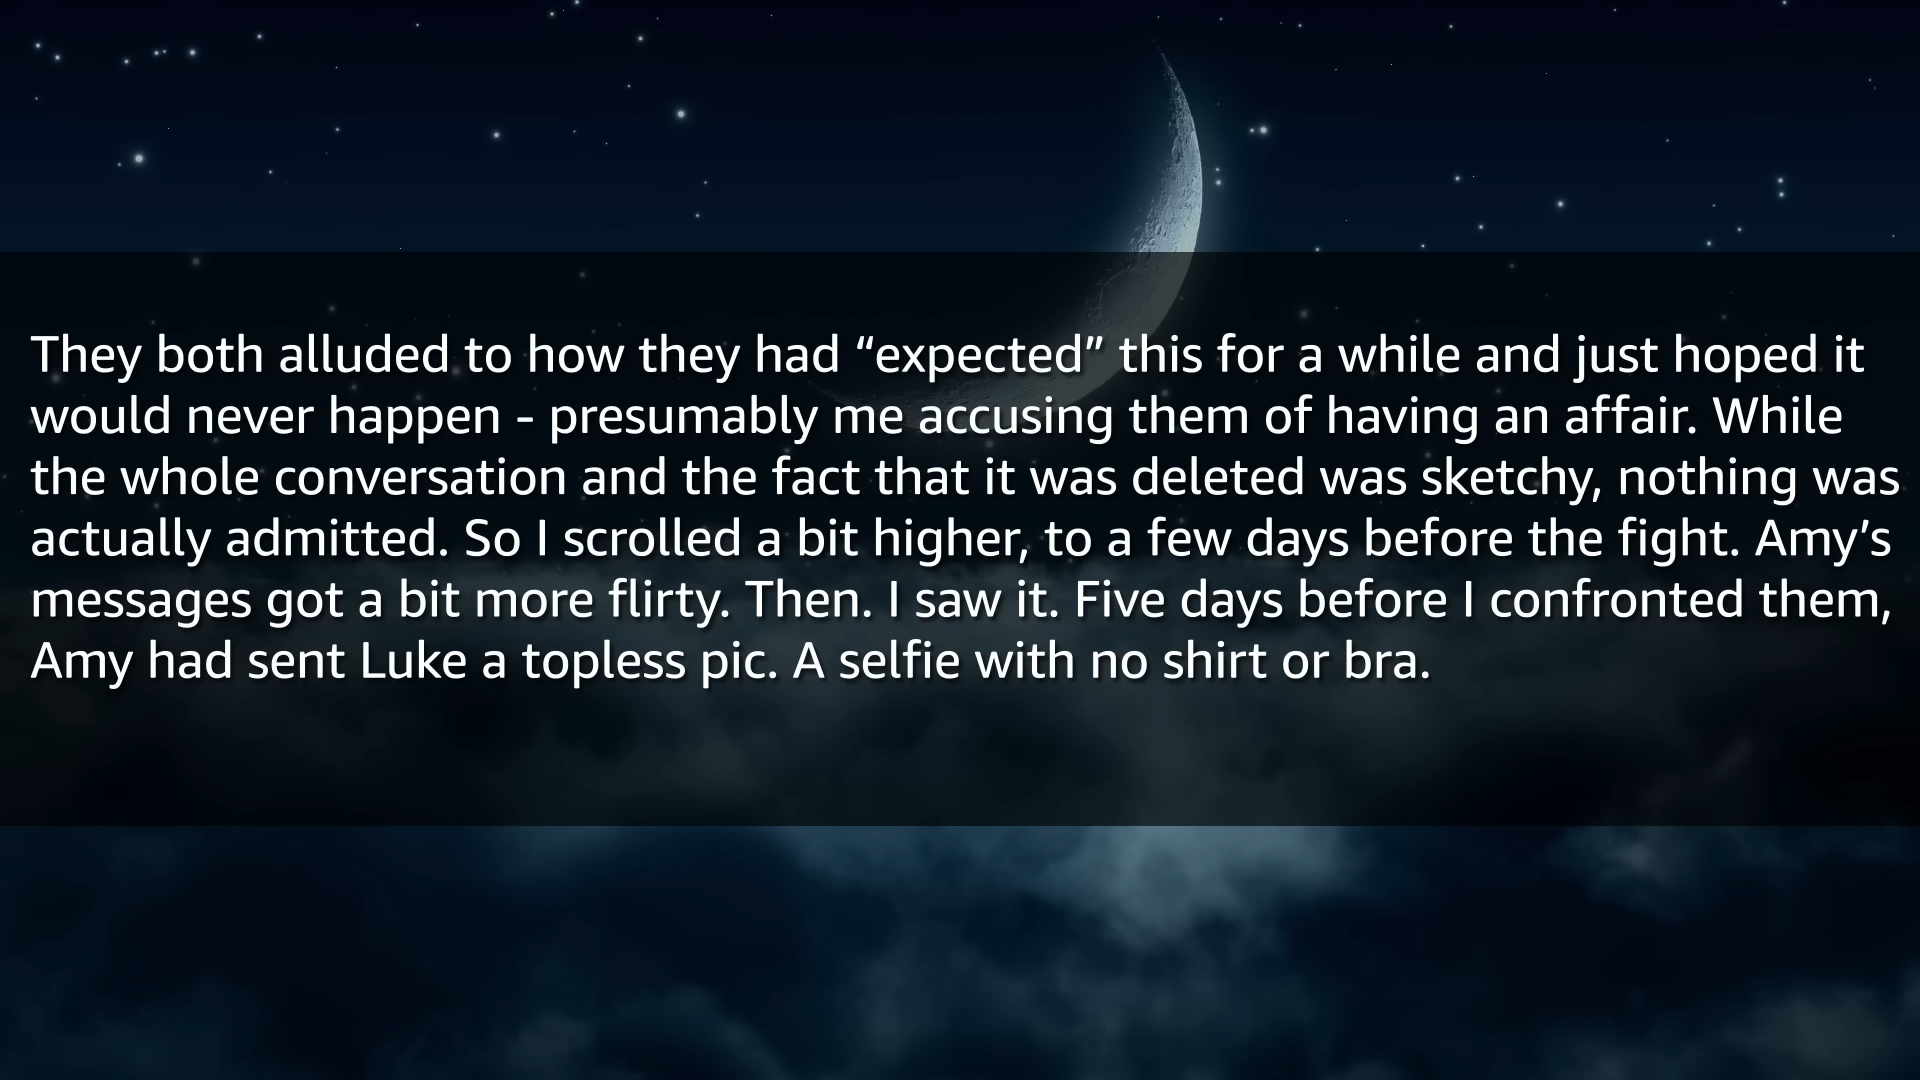 They both alluded to how they had “expected” this for a while and just hoped it
would never happen - presumably me accusing them of having an affair. While
the whole conversation and the fact that it was deleted was sketchy, nothing was
actually admitted. So I scrolled a bit higher, to a few days before the fight. Amy’s
messages got a bit more flirty. Then. I saw it. Five days before I confronted them,
Amy had sent Luke a topless pic. A selfie with no shirt or bra.